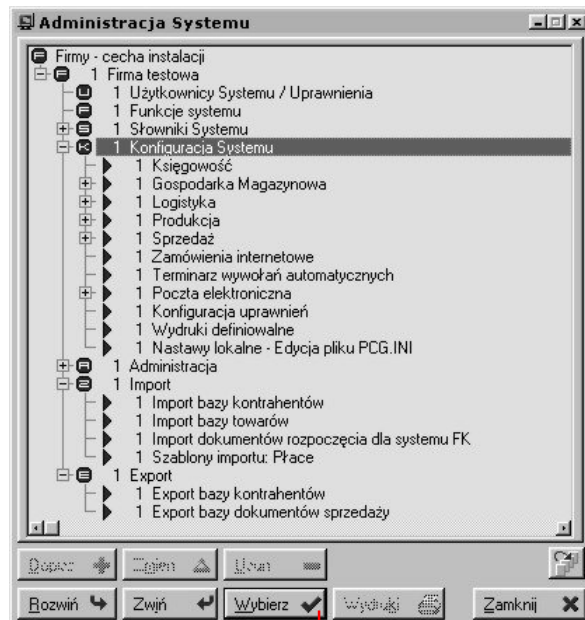 Administracja Systemu
F Firmy - cecha instalacji
F 1 Firma testowa
U 1 Użytkownicy Systemu / Uprawnienia
F 1 Funkcje systemu
S 1 Słowniki Systemu
K 1 Konfiguracja Systemu
1 Księgowość
1 Gospodarka Magazynowa
1 Logistyka
1 Produkcja
1 Sprzedaż
1 Zamówienia internetowe
1 Terminarz wywołań automatycznych
1 Poczta elektroniczna
1 Konfiguracja uprawnień
1 Wydruki definiowalne
1 Nastawy lokalne - Edycja pliku PCG.INI
A 1 Administracja
2 1 Import
1 Import bazy kontrahentów
1 Import bazy towarów
1 Import dokumentów rozpoczęcia dla systemu FK
1 Szablony importu: Płace
E 1 Export
1 Export bazy kontrahentów
1 Export bazy dokumentów sprzedaży
Dopisz Zmień Usuń
Rozwiń Zwiń Wybierz Wydruki Zamknij